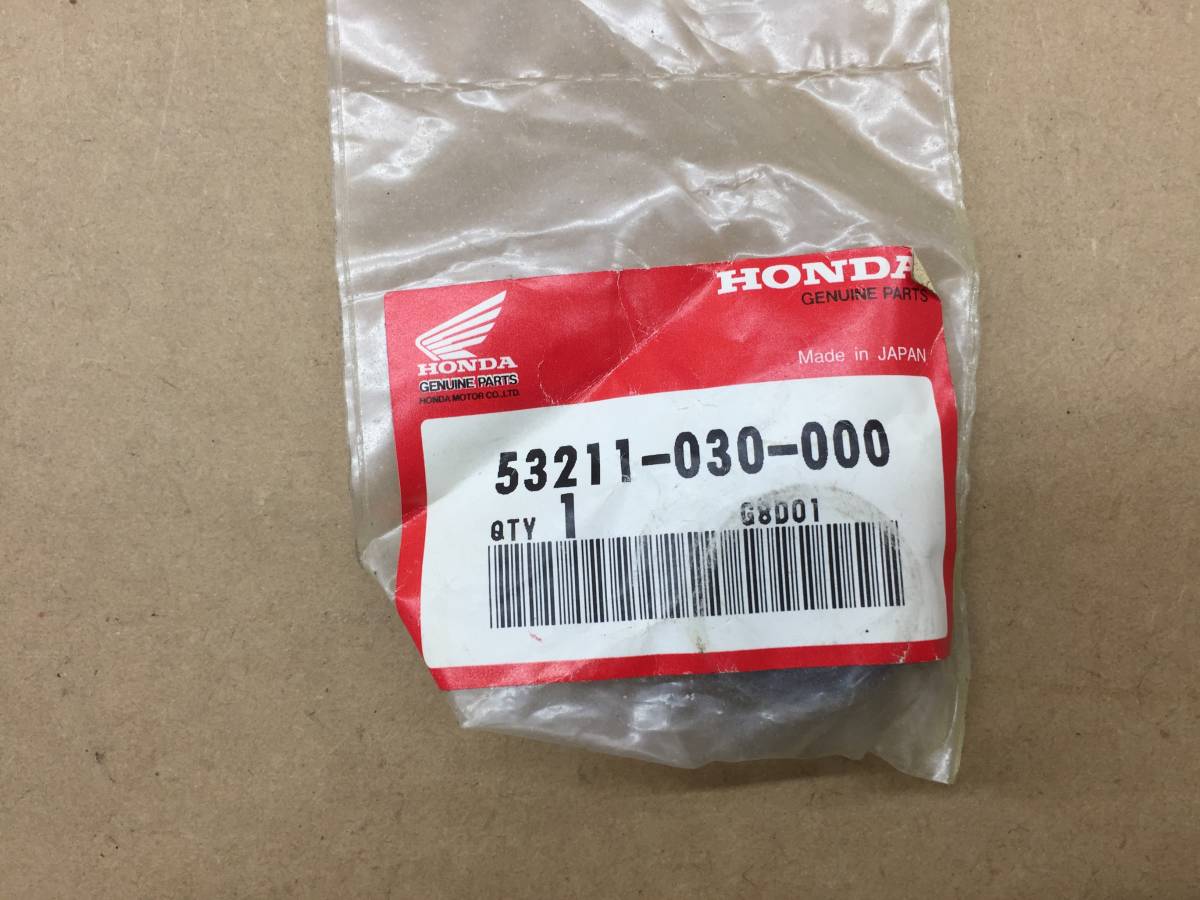 HONDA
GENUINE PARTS
Made in JAPAN
HONDA
GENUINE PARTS
HONDA MOTOR CO., LTD.
53211-030-000
QTY 1 G8D01